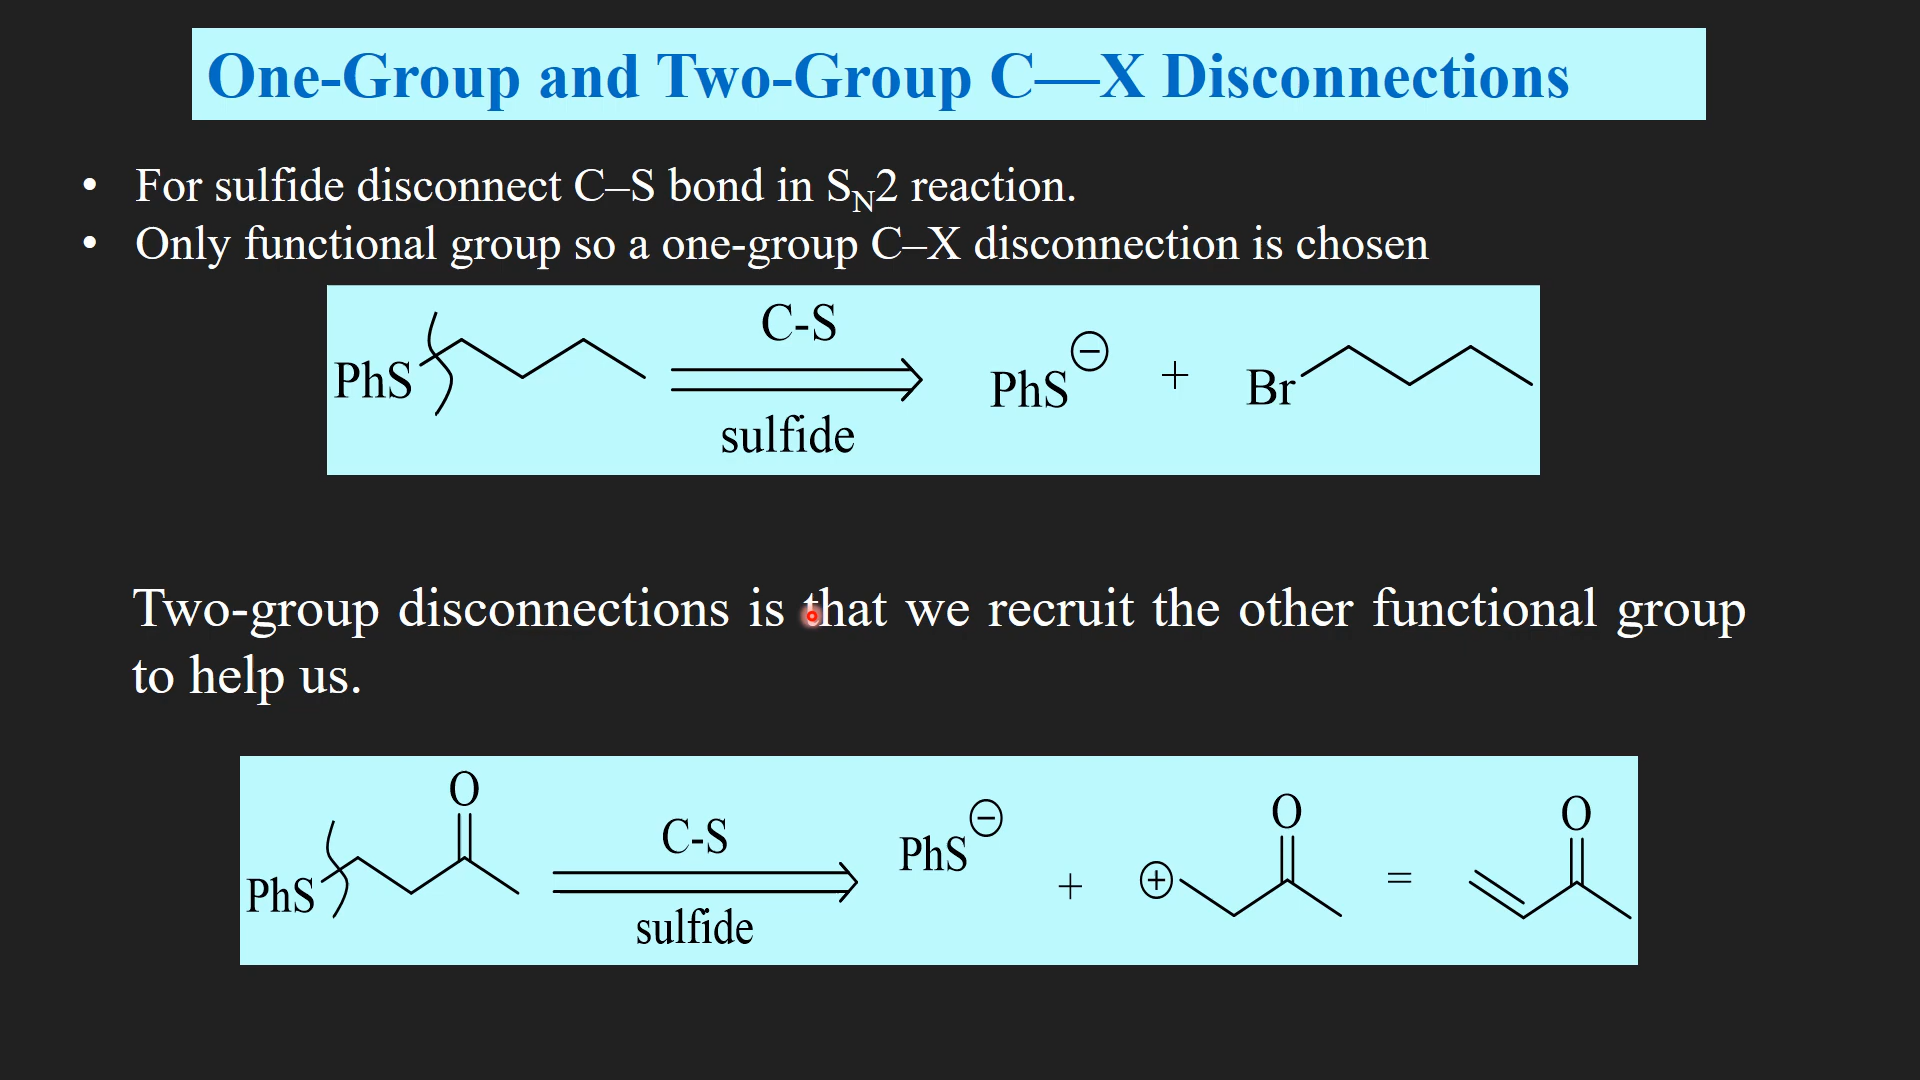 One-Group and Two-Group C—X Disconnections
• For sulfide disconnect C–S bond in SN2 reaction.
• Only functional group so a one-group C–X disconnection is chosen
C-S
PhS
PhS ⊖ + Br
sulfide
Two-group disconnections is that we recruit the other functional group
to help us.
O
O
O
C-S
PhS ⊖
PhS
+ ⊕ =
sulfide